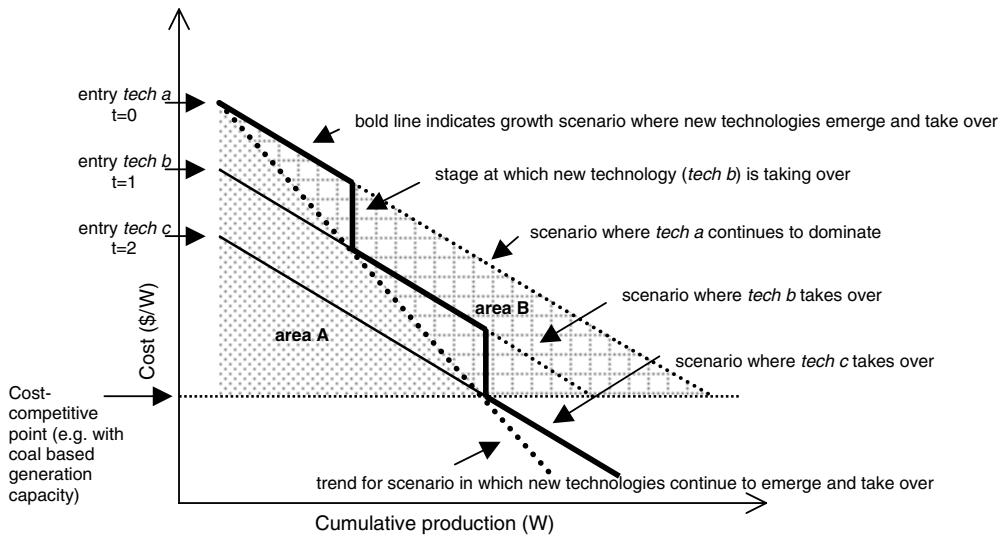 entry tech a
t=0
bold line indicates growth scenario where new technologies emerge and take over
entry tech b
t=1
stage at which new technology (tech b) is taking over
entry tech c
t=2
scenario where tech a continues to dominate
scenario where tech b takes over
area B
area A
scenario where tech c takes over
Cost ($/W)
Cost-
competitive
point (e.g. with
coal based
generation
capacity)
trend for scenario in which new technologies continue to emerge and take over
Cumulative production (W)